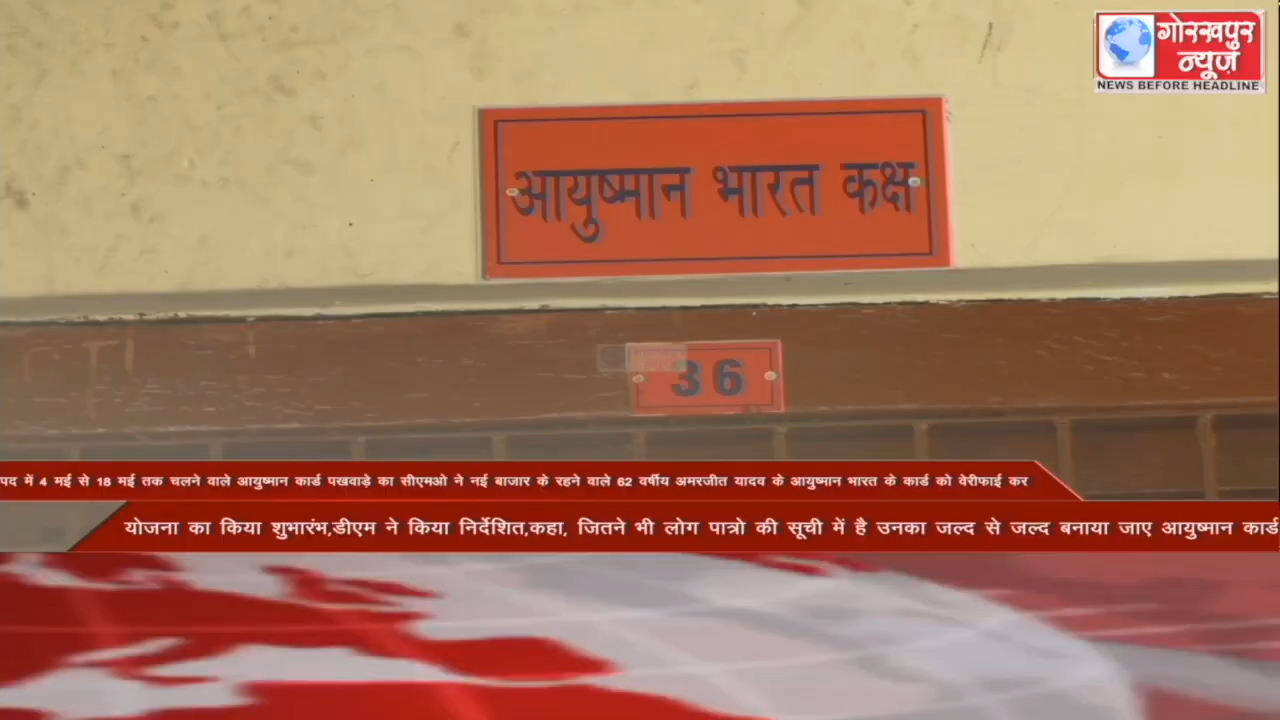 गोरखपुर
न्यूज़
NEWS BEFORE HEADLINE
आयुष्मान भारत कक्ष
36
पद में 4 मई से 18 मई तक चलने वाले आयुष्मान कार्ड पखवाड़े का सीएमओ ने नई बाजार के रहने वाले 62 वर्षीय अमरजीत यादव के आयुष्मान भारत के कार्ड को वेरीफाई कर
योजना का किया शुभारंभ,डीएम ने किया निर्देशित,कहा, जितने भी लोग पात्रो की सूची में है उनका जल्द से जल्द बनाया जाए आयुष्मान कार्ड